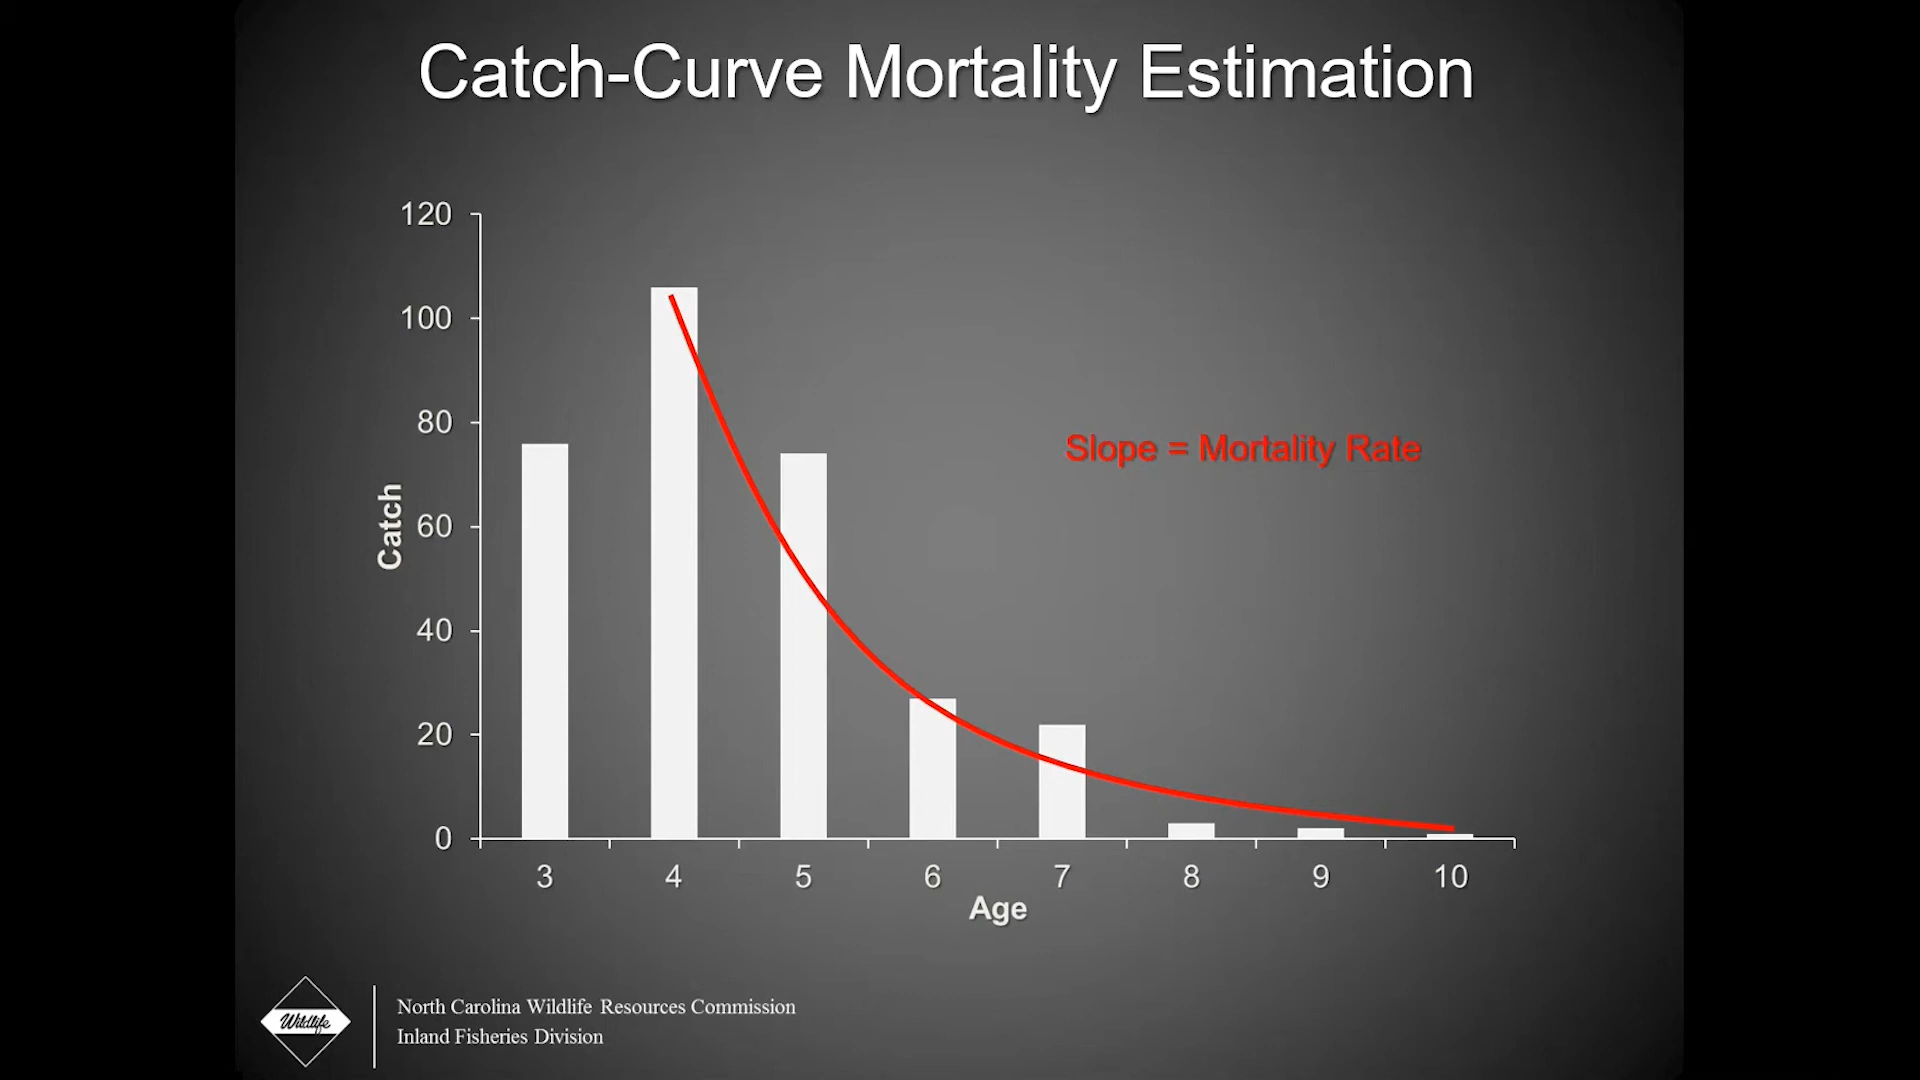 Catch-Curve Mortality Estimation
120
100
80
60
40
20
0
Catch
Slope = Mortality Rate
3 4 5 6 7 8 9 10
Age
Wildlife
North Carolina Wildlife Resources Commission
Inland Fisheries Division